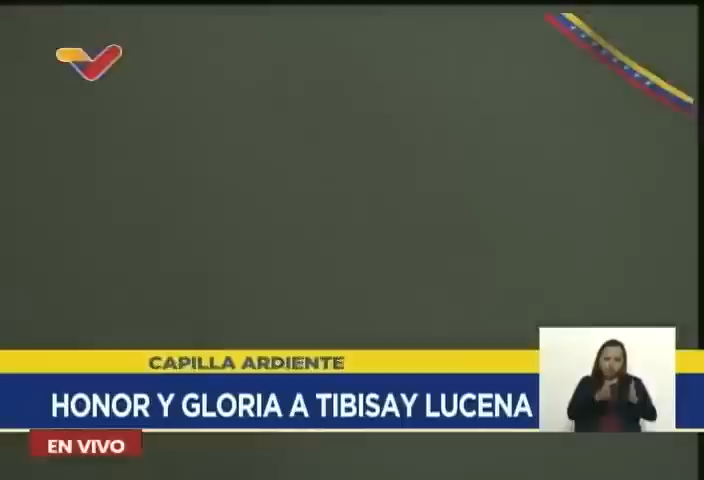 CAPILLA ARDIENTE
HONOR Y GLORIA A TIBISAY LUCENA
EN VIVO